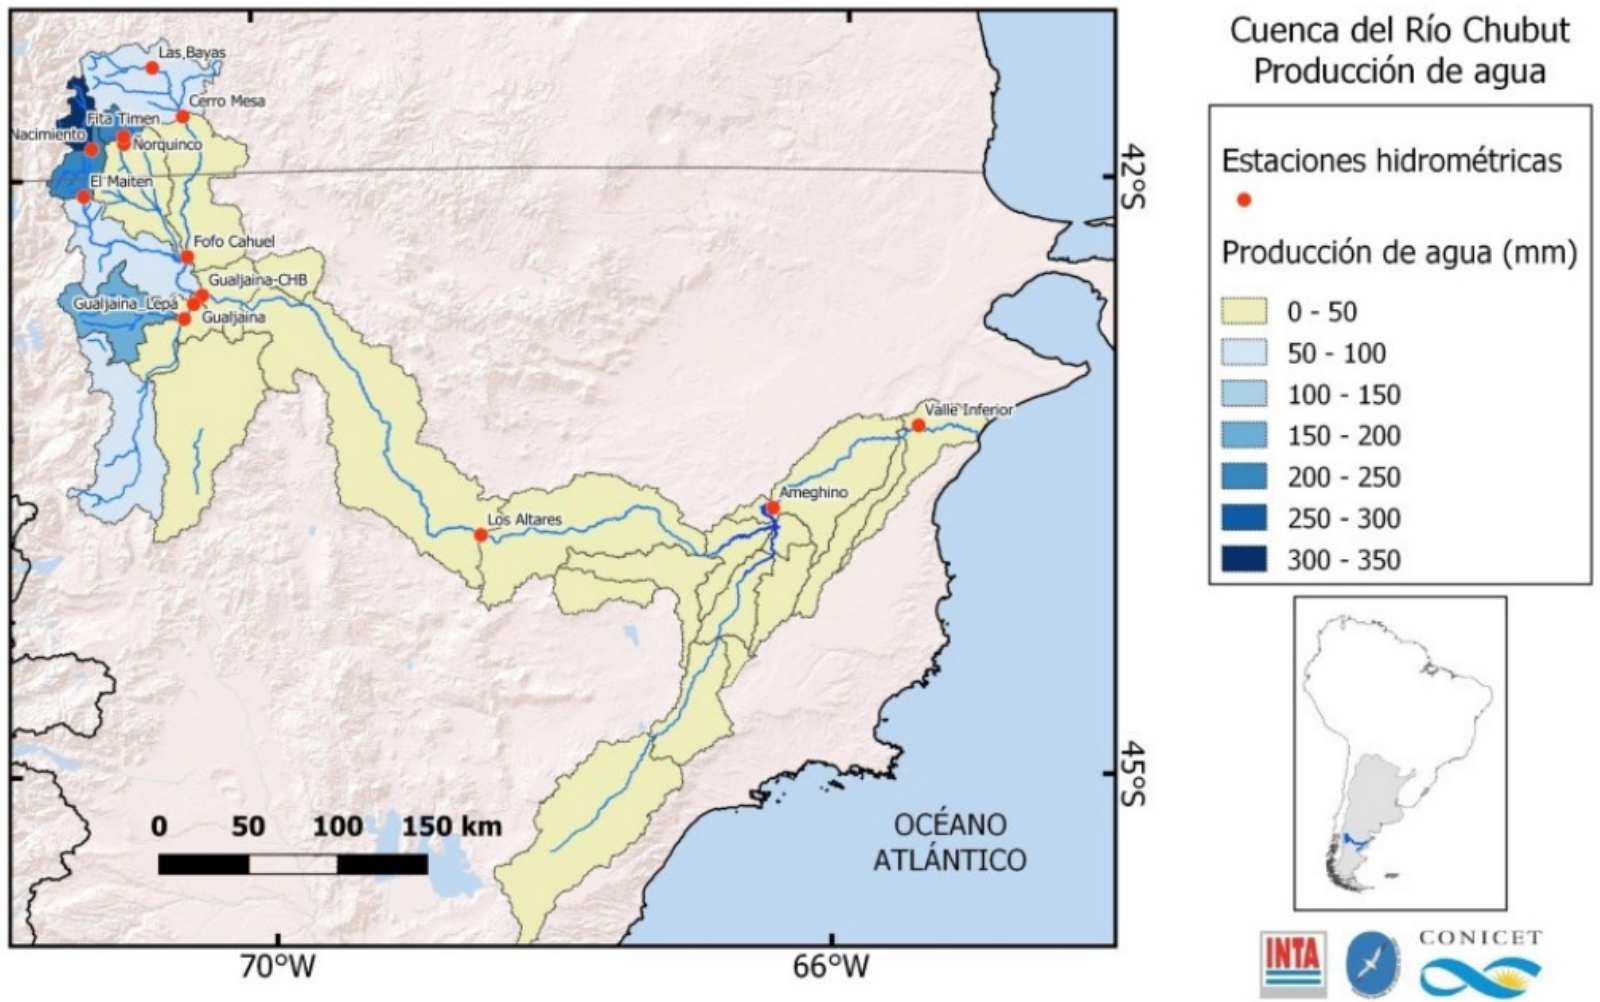 Cuenca del Río Chubut
Producción de agua
Estaciones hidrométricas
Producción de agua (mm)
0 - 50
50 - 100
100 - 150
150 - 200
200 - 250
250 - 300
300 - 350
Las Bayas
Cerro Mesa
Fita Timen
Nacimiento
Ñorquinco
El Maiten
Fofo Cahuel
Gualjaina-CHB
Gualjaina_Lepá
Gualjaina
Valle Inferior
Ameghino
Los Altares
42°S
45°S
0 50 100 150 km
OCÉANO
ATLÁNTICO
70°W
66°W
INTA
CONICET